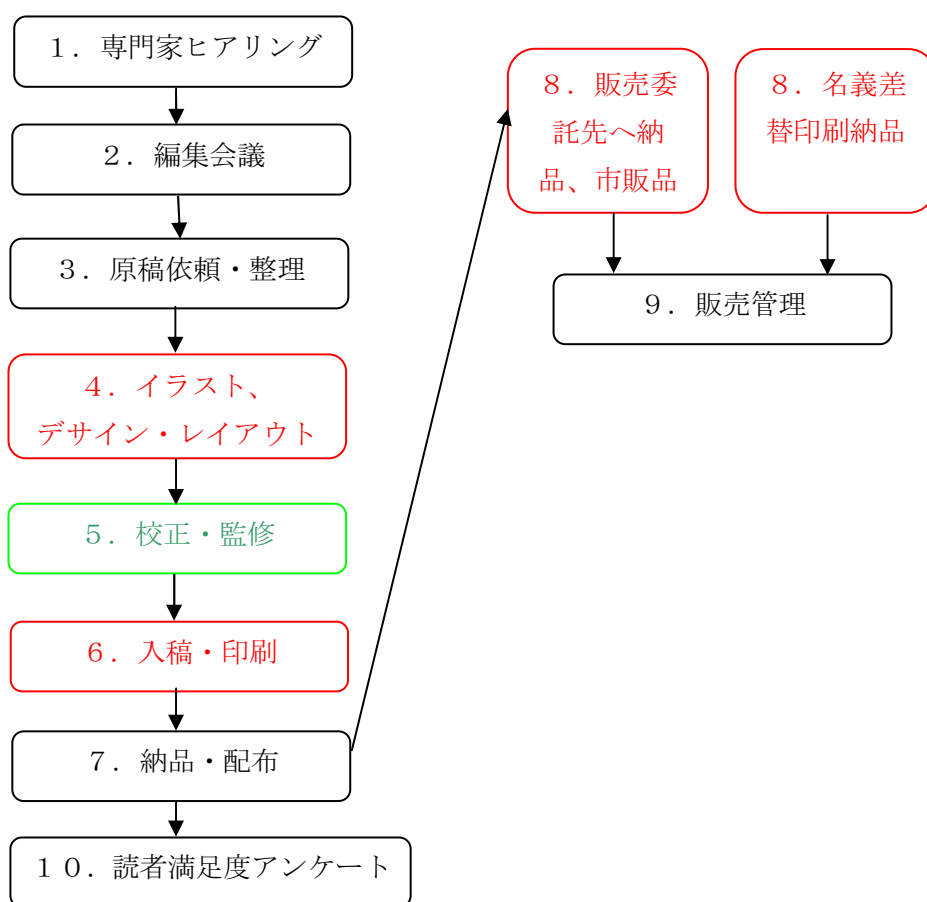 １．専門家ヒアリング
２．編集会議
３．原稿依頼・整理
４．イラスト、
デザイン・レイアウト
５．校正・監修
６．入稿・印刷
７．納品・配布
１０．読者満足度アンケート
８．販売委
託先へ納
品、市販品
８．名義差
替印刷納品
９．販売管理